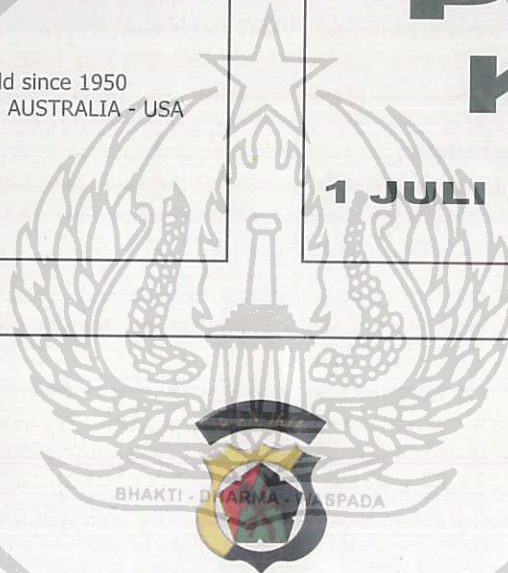 ld since 1950
AUSTRALIA - USA
1 JULI
BHAKTI - DHARMA - WASPADA